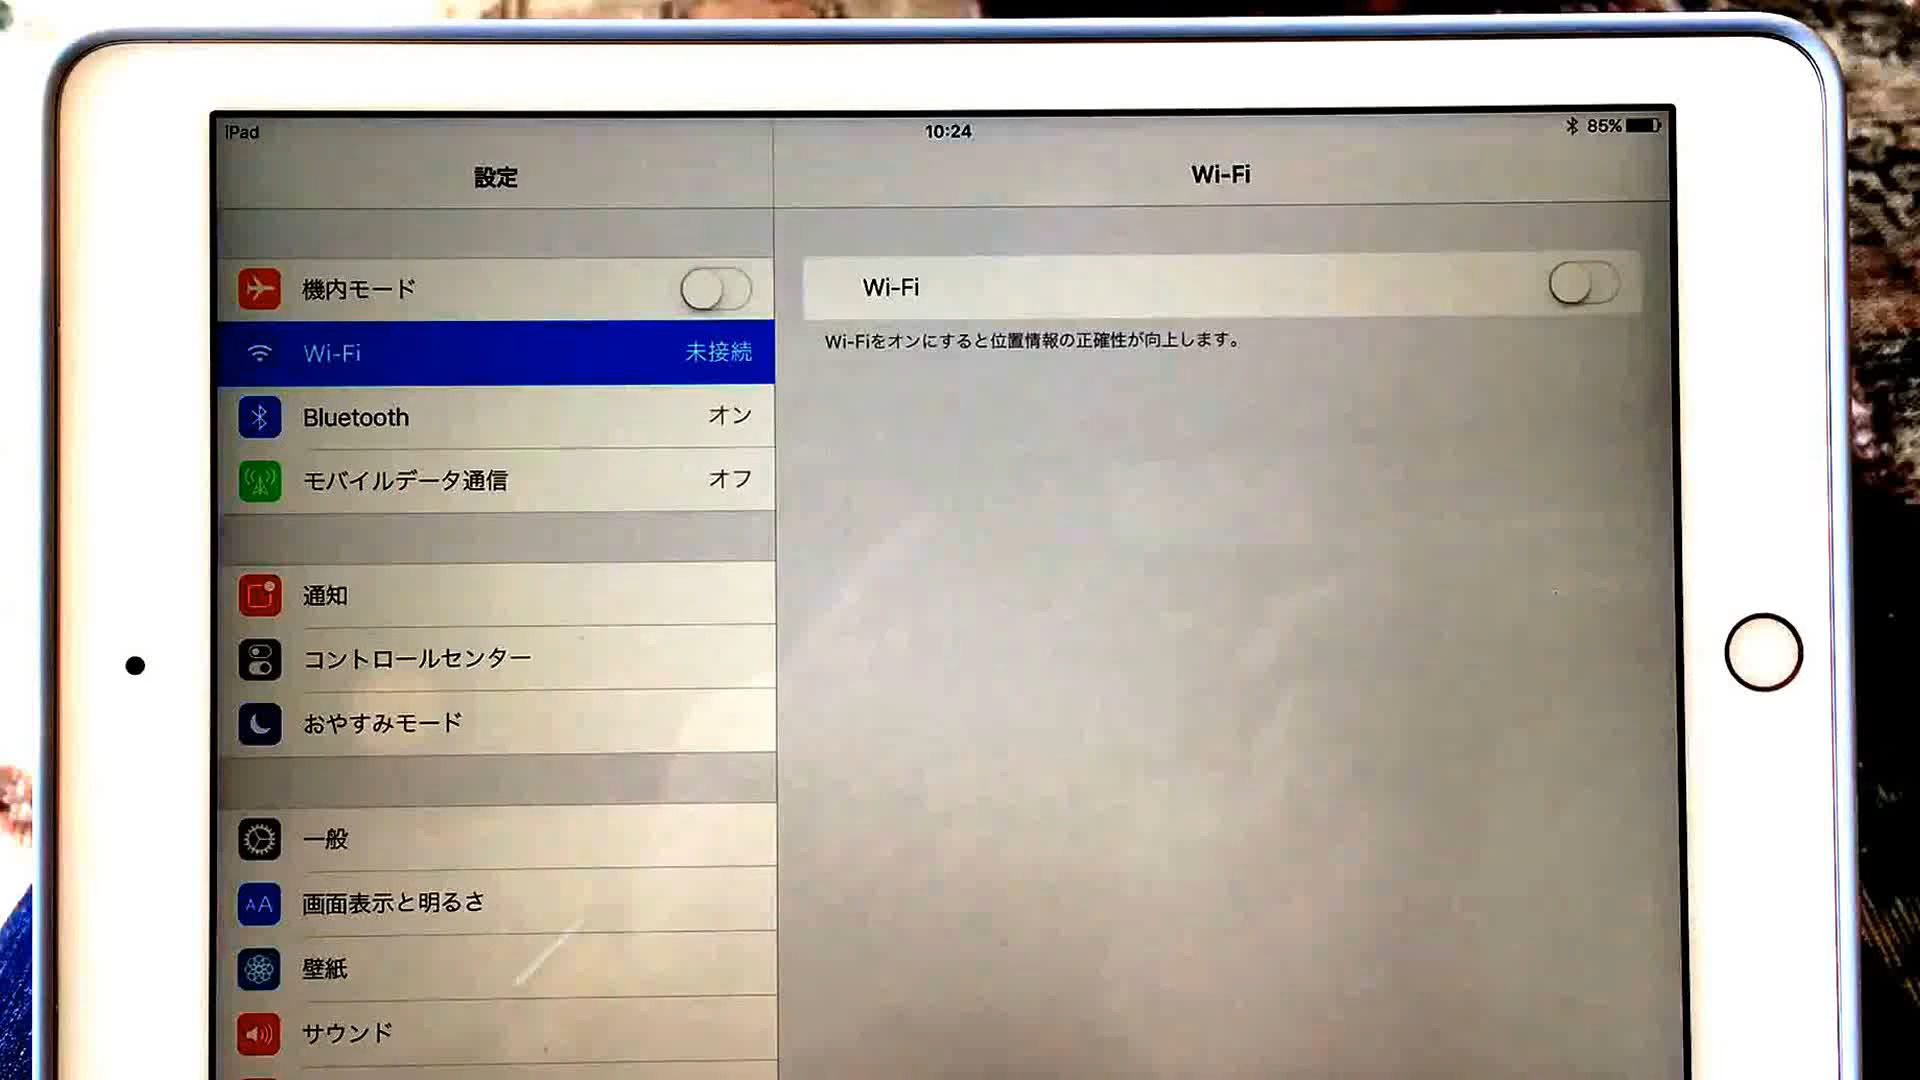 iPad
10:24
85%
設定
Wi-Fi
機内モード
Wi-Fi 未接続
Bluetooth オン
モバイルデータ通信 オフ
通知
コントロールセンター
おやすみモード
一般
AA 画面表示と明るさ
壁紙
サウンド
Wi-Fi
Wi-Fiをオンにすると位置情報の正確性が向上します。